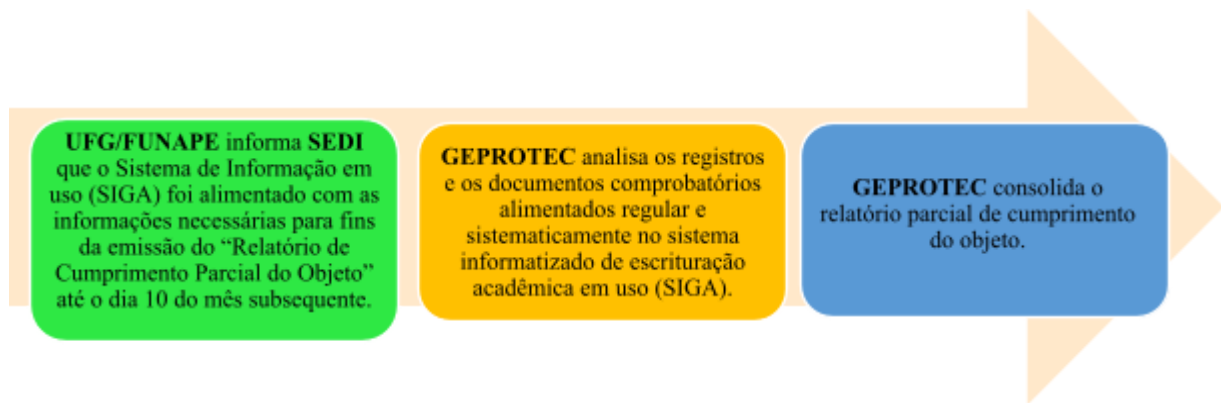 UFG/FUNAPE informa SEDI
que o Sistema de Informação em
uso (SIGA) foi alimentado com as
informações necessárias para fins
da emissão do “Relatório de
Cumprimento Parcial do Objeto”
até o dia 10 do mês subsequente.
GEPROTEC analisa os registros
e os documentos comprobatórios
alimentados regular e
sistematicamente no sistema
informatizado de escrituração
acadêmica em uso (SIGA).
GEPROTEC consolida o
relatório parcial de cumprimento
do objeto.